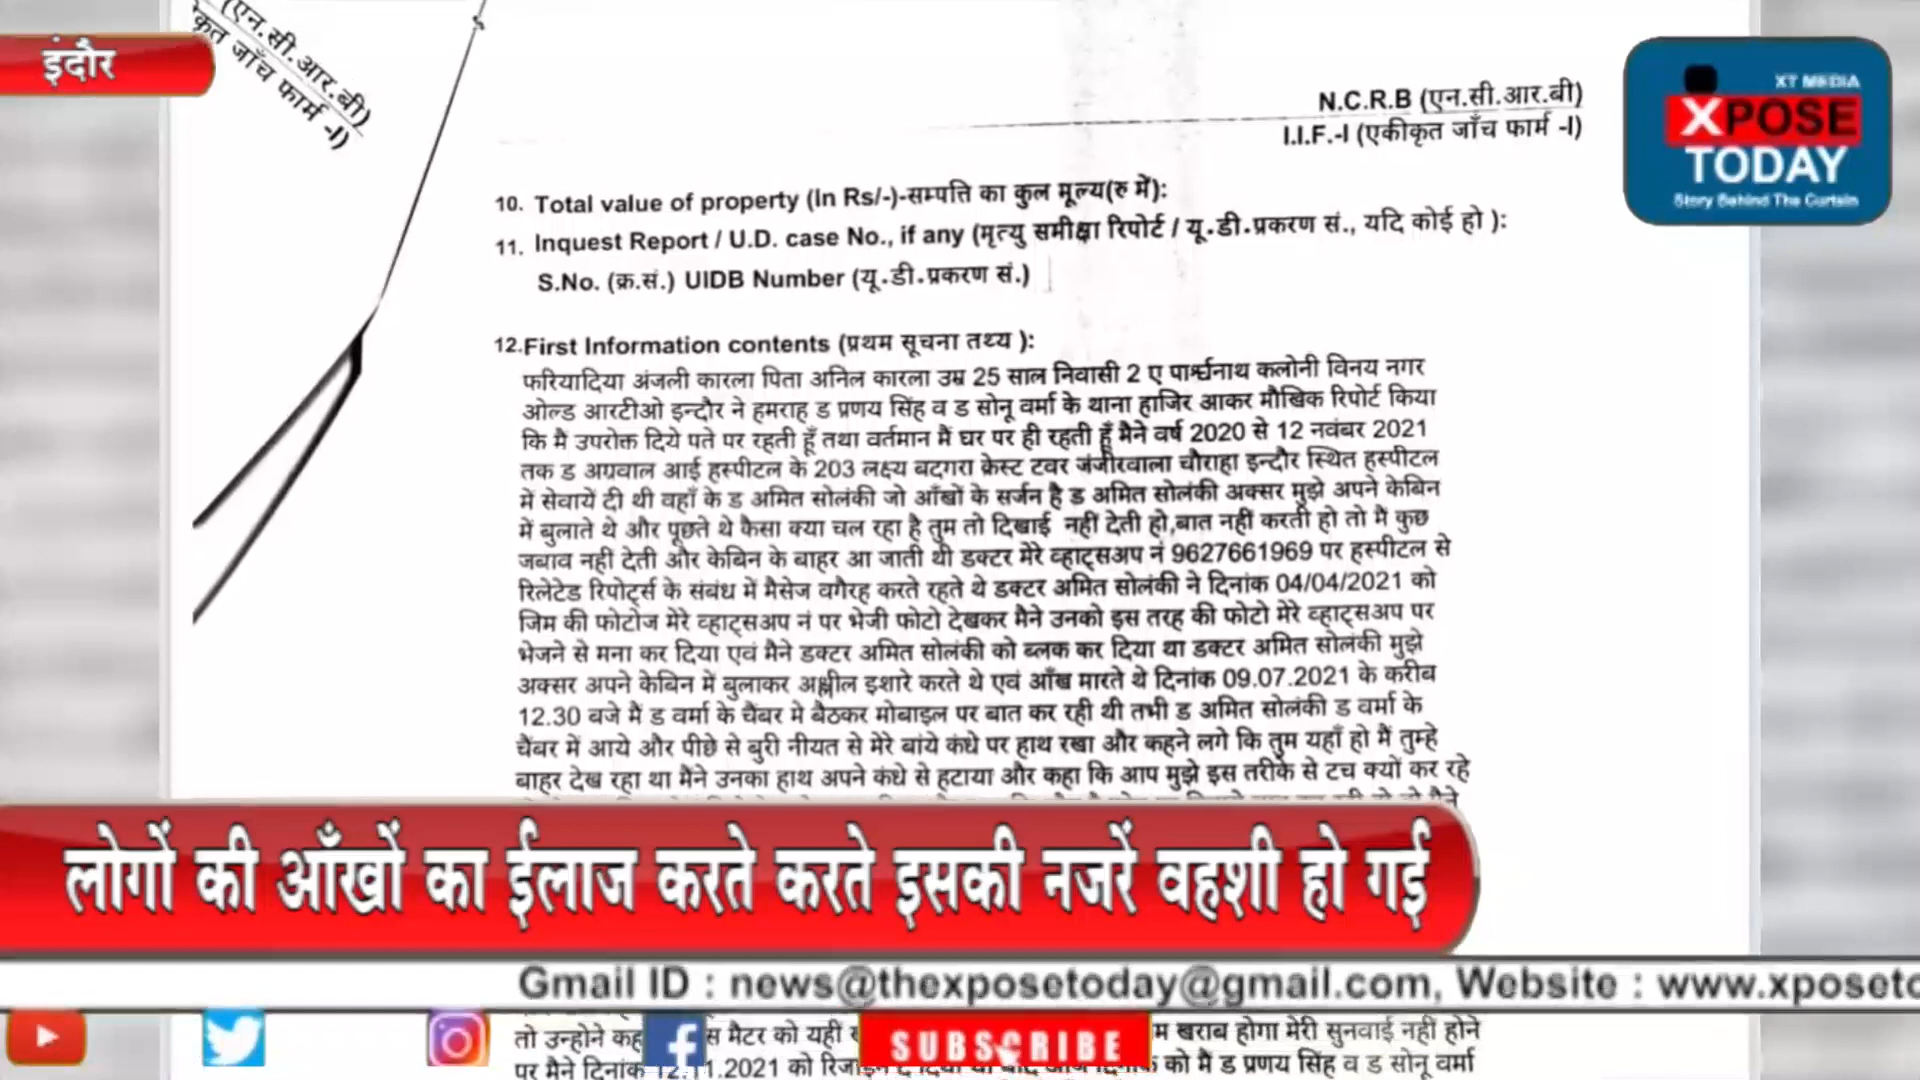 (एन.सी.आर.बी)
कृत जाँच फार्म -I)
इंदौर
XT MEDIA
XPOSE
TODAY
Story Behind The Curtain
N.C.R.B (एन.सी.आर.बी)
I.I.F.-I (एकीकृत जाँच फार्म -I)
10. Total value of property (In Rs/-)-सम्पति का कुल मूल्य(रु में):
11. Inquest Report / U.D. case No., if any (मृत्यु समीक्षा रिपोर्ट / यू.डी.प्रकरण सं., यदि कोई हो ):
S.No. (क्र.सं.) UIDB Number (यू.डी.प्रकरण सं.)
12.First Information contents (प्रथम सूचना तथ्य ):
फरियादिया अंजली कारला पिता अनिल कारला उम्र 25 साल निवासी 2 ए पार्श्वनाथ कलोनी विनय नगर
ओल्ड आरटीओ इन्दौर ने हमराह ड प्रणय सिंह व ड सोनू वर्मा के थाना हाजिर आकर मौखिक रिपोर्ट किया
कि मै उपरोक्त दिये पते पर रहती हूँ तथा वर्तमान मैं घर पर ही रहती हूँ मैने वर्ष 2020 से 12 नवंबर 2021
तक ड अग्रवाल आई हस्पीटल के 203 लक्ष्य बदगरा क्रेस्ट टवर जंजीरवाला चौराहा इन्दौर स्थित हस्पीटल
में सेवायें दी थी वहाँ के ड अमित सोलंकी जो आँखों के सर्जन है ड अमित सोलंकी अक्सर मुझे अपने केबिन
में बुलाते थे और पूछते थे कैसा क्या चल रहा है तुम तो दिखाई नहीं देती हो,बात नहीं करती हो तो मैं कुछ
जबाव नहीं देती और केबिन के बाहर आ जाती थी डक्टर मेरे व्हाट्सअप नं 9627661969 पर हस्पीटल से
रिलेटेड रिपोर्ट्स के संबंध में मैसेज वगैरह करते रहते थे डक्टर अमित सोलंकी ने दिनांक 04/04/2021 को
जिम की फोटोज मेरे व्हाट्सअप नं पर भेजी फोटो देखकर मैने उनको इस तरह की फोटो मेरे व्हाट्सअप पर
भेजने से मना कर दिया एवं मैने डक्टर अमित सोलंकी को ब्लक कर दिया था डक्टर अमित सोलंकी मुझे
अक्सर अपने केबिन में बुलाकर अश्लील इशारे करते थे एवं आँख मारते थे दिनांक 09.07.2021 के करीब
12.30 बजे मैं ड वर्मा के चैंबर मे बैठकर मोबाइल पर बात कर रही थी तभी ड अमित सोलंकी ड वर्मा के
चैंबर में आये और पीछे से बुरी नीयत से मेरे बांये कंधे पर हाथ रखा और कहने लगे कि तुम यहाँ हो मैं तुम्हे
बाहर देख रहा था मैने उनका हाथ अपने कंधे से हटाया और कहा कि आप मुझे इस तरीके से टच क्यों कर रहे
लोगों की आँखों का ईलाज करते करते इसकी नजरें वहशी हो गई
Gmail ID : news@thexposetoday@gmail.com, Website : www.xposeto
तो उन्होने कह स मैटर को यहीं म खराब होगा मेरी सुनवाई नहीं होने
SUBSCRIBE
पर मैने दिनांक 1.2021 को को मै ड प्रणय सिंह व ड सोनू वर्मा